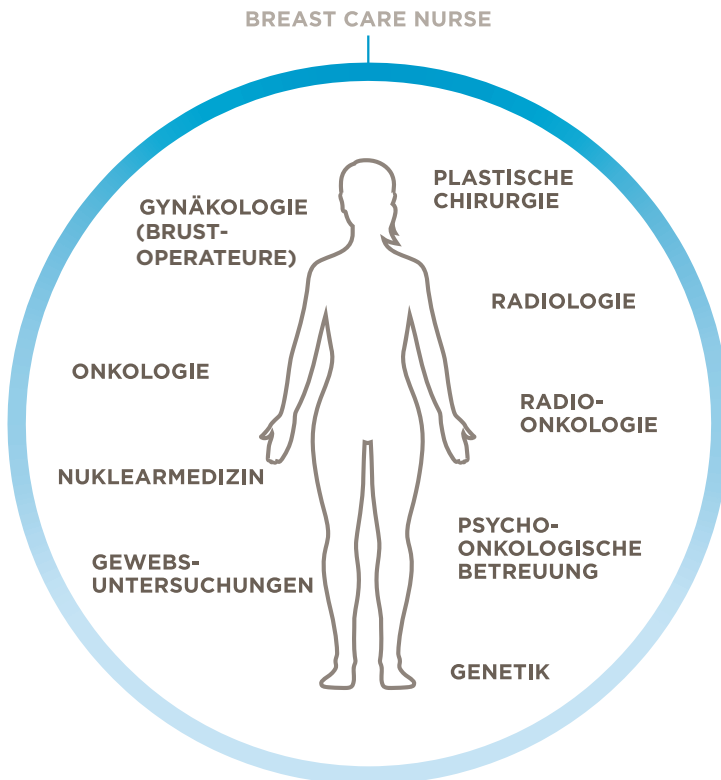 BREAST CARE NURSE
GYNÄKOLOGIE
(BRUST-
OPERATEURE)
PLASTISCHE
CHIRURGIE
RADIOLOGIE
ONKOLOGIE
RADIO-
ONKOLOGIE
NUKLEARMEDIZIN
PSYCHO-
ONKOLOGISCHE
BETREUUNG
GEWEBS-
UNTERSUCHUNGEN
GENETIK